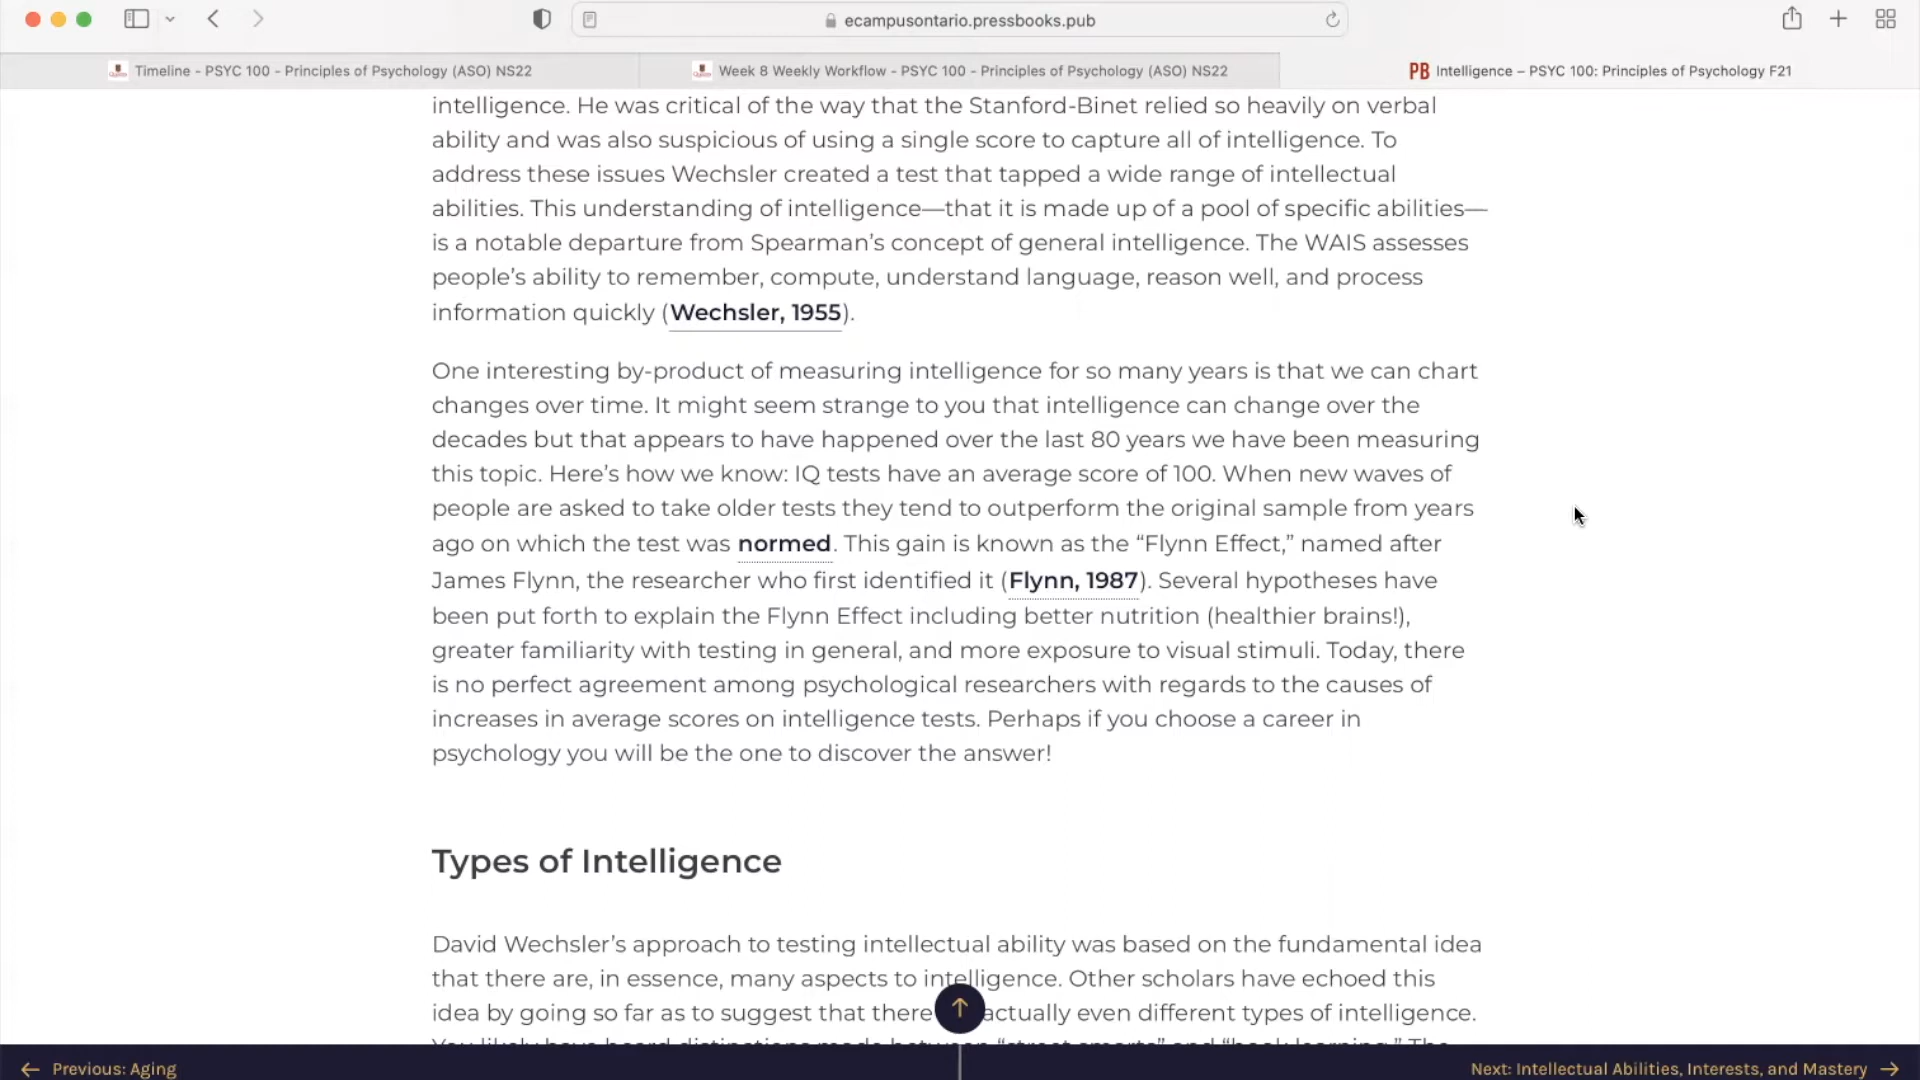 ecampusontario.pressbooks.pub
Timeline - PSYC 100 - Principles of Psychology (ASO) NS22
Week 8 Weekly Workflow - PSYC 100 - Principles of Psychology (ASO) NS22
PB Intelligence – PSYC 100: Principles of Psychology F21
intelligence. He was critical of the way that the Stanford-Binet relied so heavily on verbal
ability and was also suspicious of using a single score to capture all of intelligence. To
address these issues Wechsler created a test that tapped a wide range of intellectual
abilities. This understanding of intelligence—that it is made up of a pool of specific abilities—
is a notable departure from Spearman’s concept of general intelligence. The WAIS assesses
people’s ability to remember, compute, understand language, reason well, and process
information quickly (Wechsler, 1955).
One interesting by-product of measuring intelligence for so many years is that we can chart
changes over time. It might seem strange to you that intelligence can change over the
decades but that appears to have happened over the last 80 years we have been measuring
this topic. Here’s how we know: IQ tests have an average score of 100. When new waves of
people are asked to take older tests they tend to outperform the original sample from years
ago on which the test was normed. This gain is known as the “Flynn Effect,” named after
James Flynn, the researcher who first identified it (Flynn, 1987). Several hypotheses have
been put forth to explain the Flynn Effect including better nutrition (healthier brains!),
greater familiarity with testing in general, and more exposure to visual stimuli. Today, there
is no perfect agreement among psychological researchers with regards to the causes of
increases in average scores on intelligence tests. Perhaps if you choose a career in
psychology you will be the one to discover the answer!
Types of Intelligence
David Wechsler’s approach to testing intellectual ability was based on the fundamental idea
that there are, in essence, many aspects to intelligence. Other scholars have echoed this
idea by going so far as to suggest that there actually even different types of intelligence.
You likely have heard distinctions made between “street smarts” and “book learning.” The
← Previous: Aging
Next: Intellectual Abilities, Interests, and Mastery →